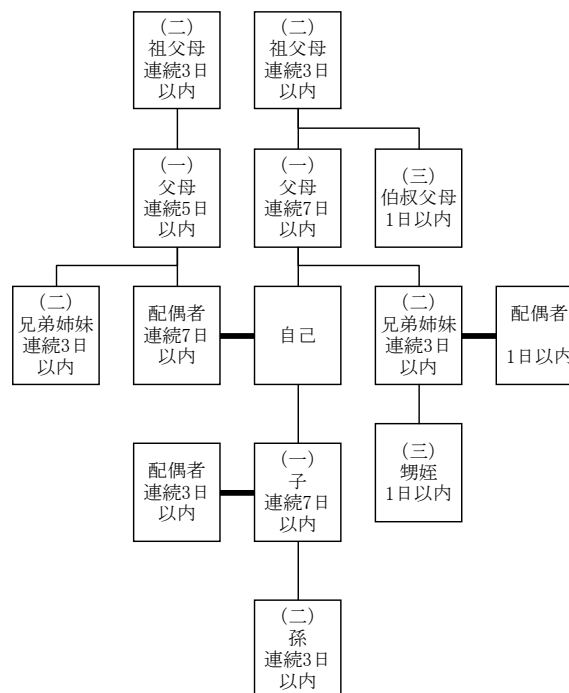 (二)
祖父母
連続3日
以内
(二)
祖父母
連続3日
以内
(一)
父母
連続5日
以内
(一)
父母
連続7日
以内
(三)
伯叔父母
1日以内
(二)
兄弟姉妹
連続3日
以内
配偶者
連続7日
以内
自己
(二)
兄弟姉妹
連続3日
以内
配偶者
1日以内
配偶者
連続3日
以内
(一)
子
連続7日
以内
(三)
甥姪
1日以内
(二)
孫
連続3日
以内